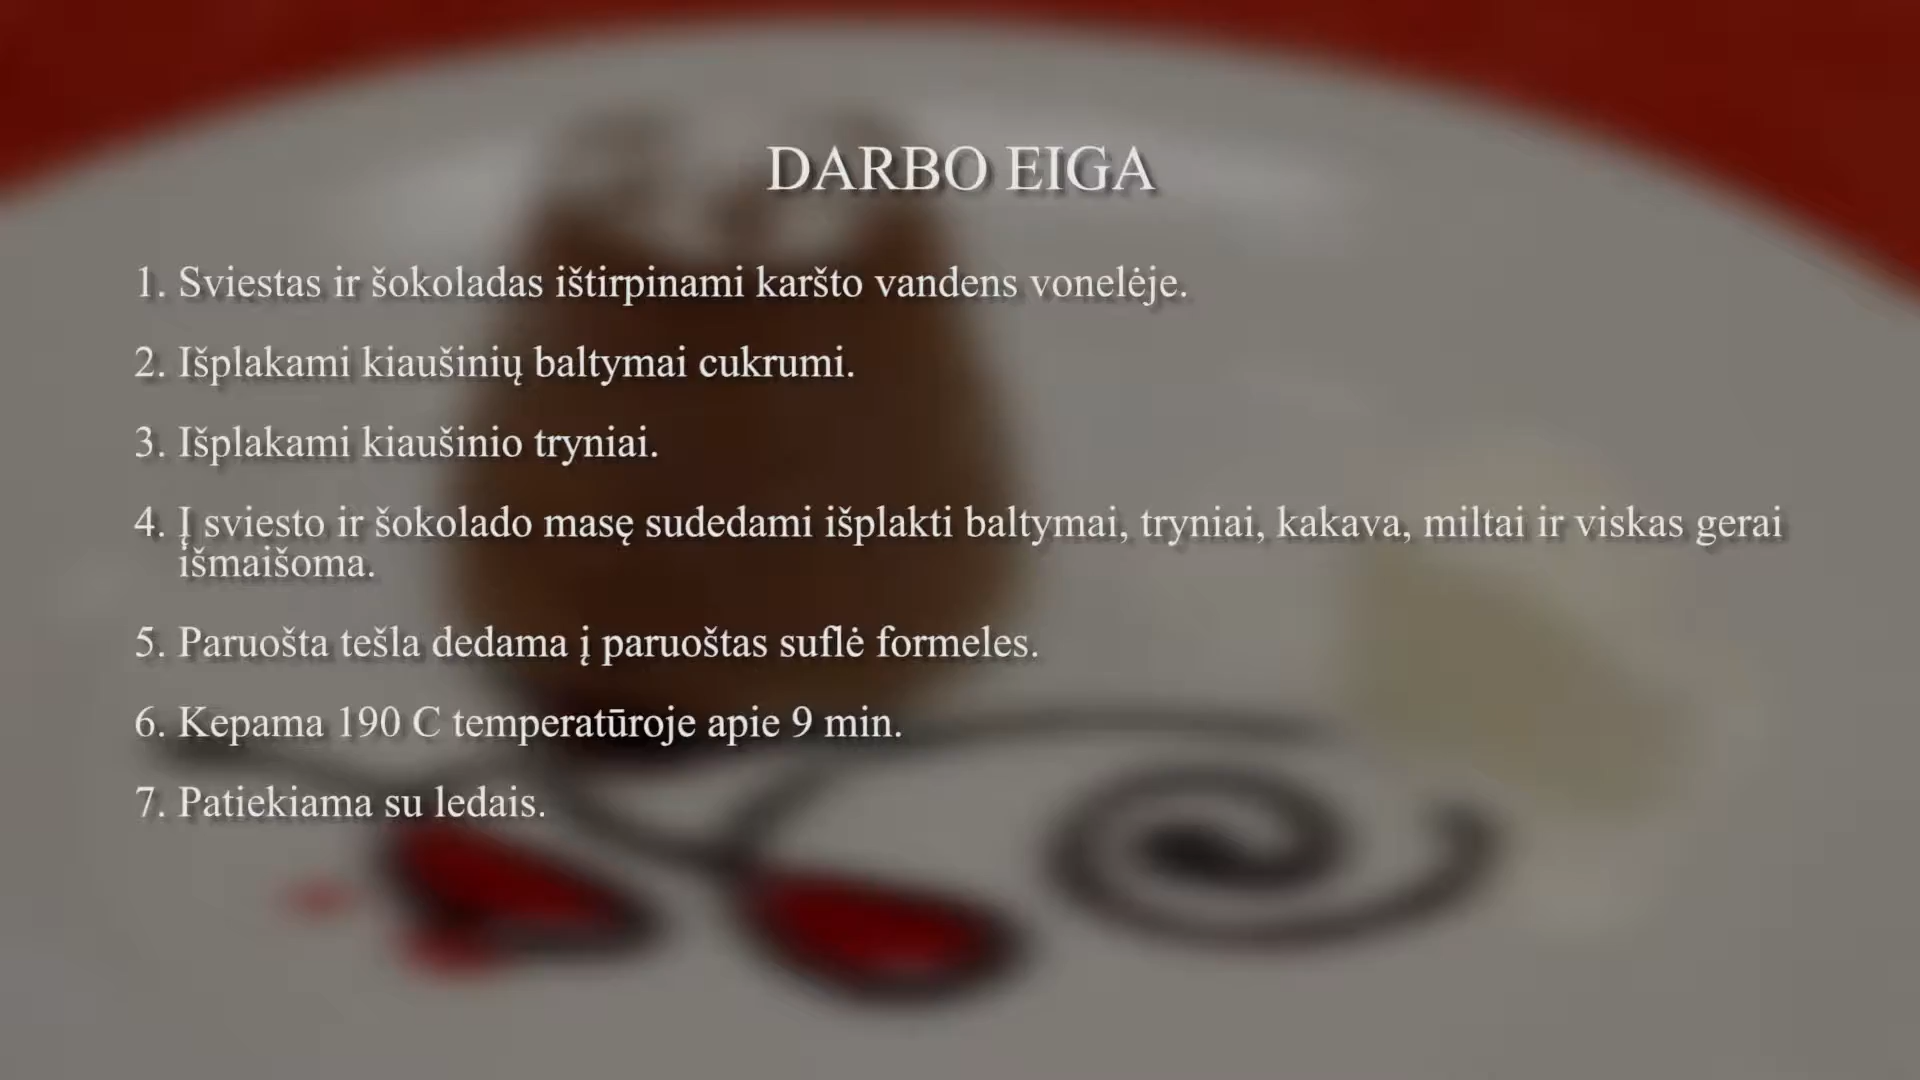 DARBO EIGA
1. Sviestas ir šokoladas ištirpinami karšto vandens vonelėje.
2. Išplakami kiaušinių baltymai cukrumi.
3. Išplakami kiaušinio tryniai.
4. Į sviesto ir šokolado masę sudedami išplakti baltymai, tryniai, kakava, miltai ir viskas gerai
išmaišoma.
5. Paruošta tešla dedama į paruoštas suflė formeles.
6. Kepama 190 C temperatūroje apie 9 min.
7. Patiekiama su ledais.